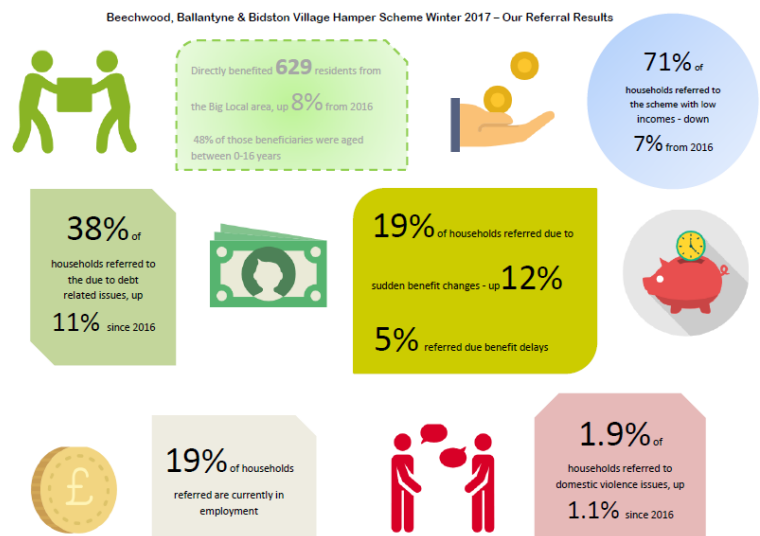 Beechwood, Ballantyne & Bidston Village Hamper Scheme Winter 2017 – Our Referral Results
Directly benefited 629 residents from
the Big Local area, up 8% from 2016
48% of those beneficiaries were aged
between 0-16 years
71% of
households referred to
the scheme with low
incomes - down
7% from 2016
38% of
households referred to
the due to debt
related issues, up
11% since 2016
19% of households referred due to
sudden benefit changes - up 12%
5% referred due benefit delays
£
19% of households
referred are currently in
employment
1.9% of
households referred to
domestic violence issues, up
1.1% since 2016